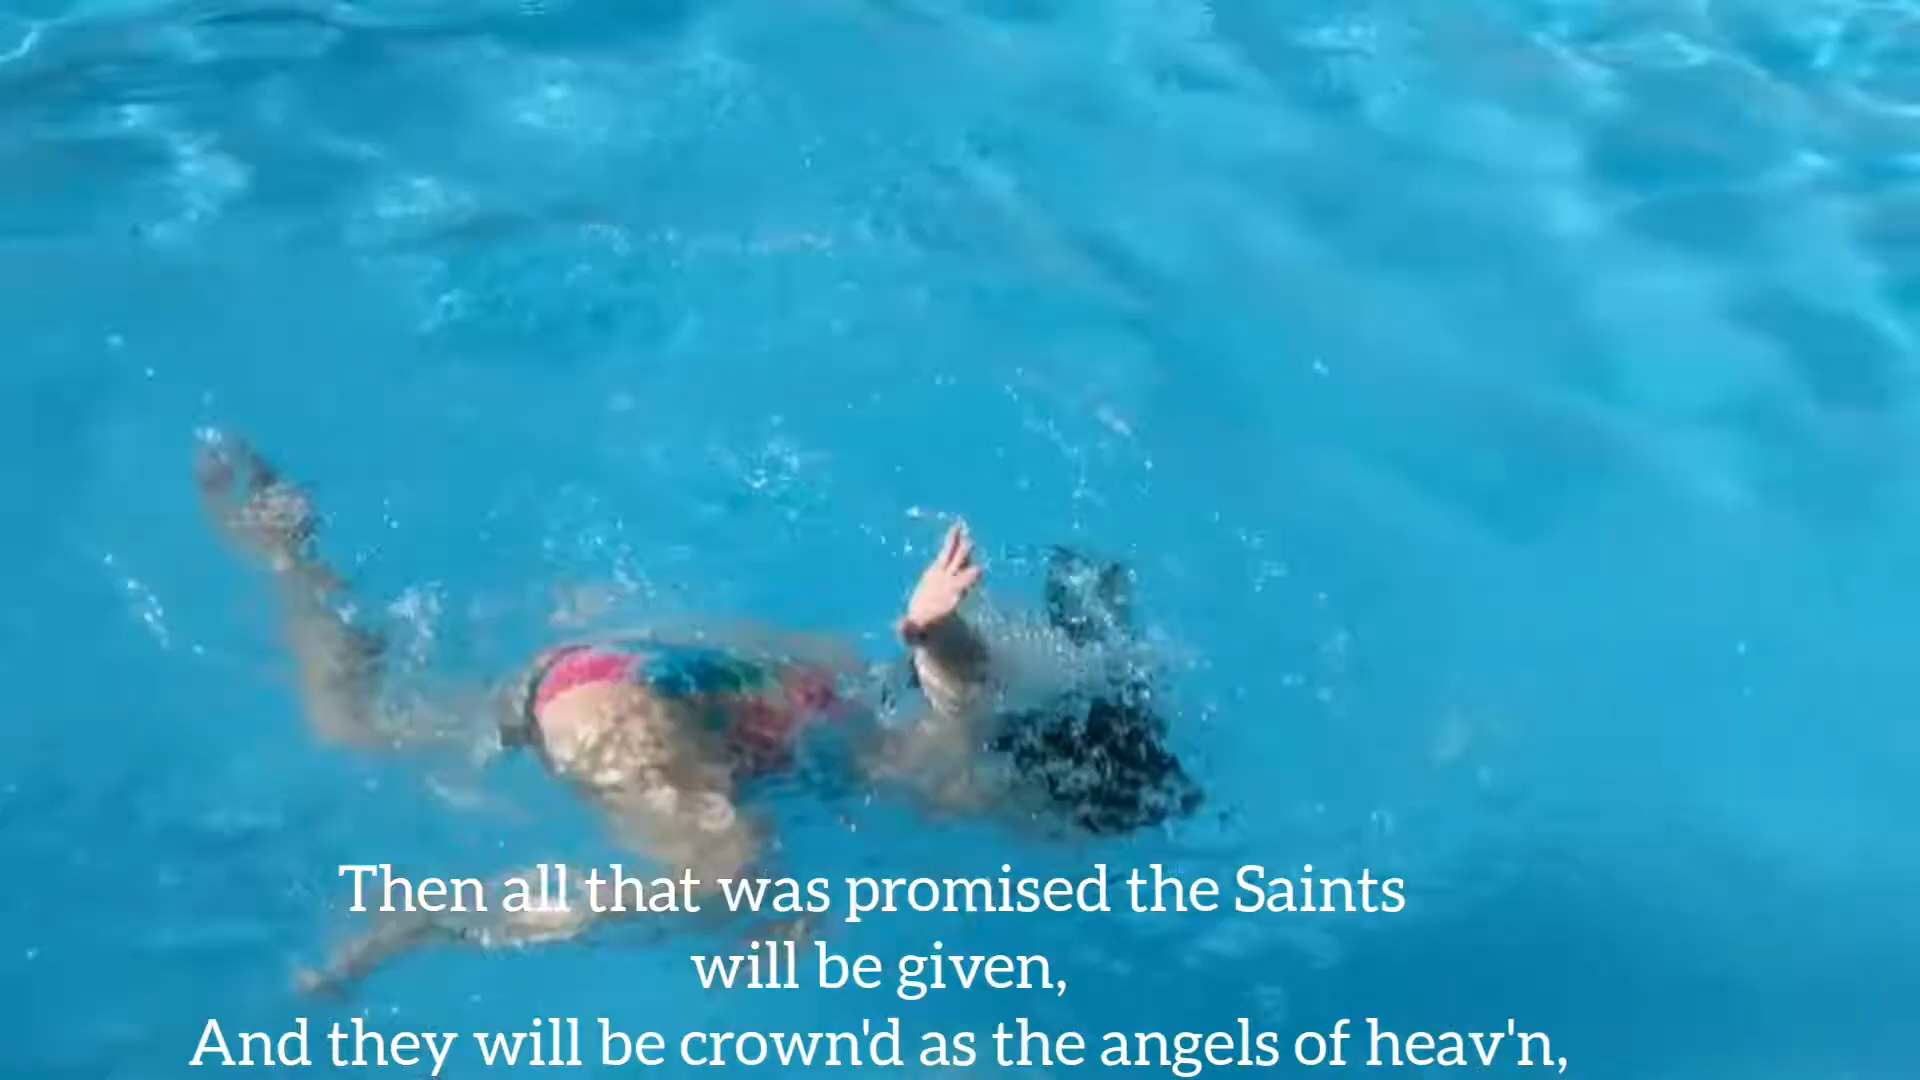 Then all that was promised the Saints
will be given,
And they will be crown'd as the angels of heav'n,